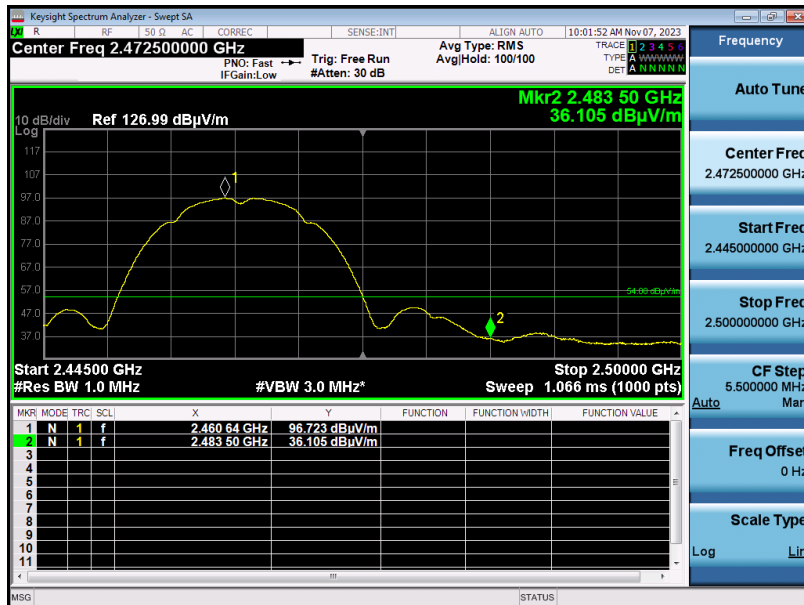 Keysight Spectrum Analyzer - Swept SA
LXI R RF 50 Ω AC CORREC SENSE:INT ALIGN AUTO 10:01:52 AM Nov 07, 2023
Center Freq 2.472500000 GHz
PNO: Fast
IFGain:Low
Trig: Free Run
#Atten: 30 dB
Avg Type: RMS
Avg|Hold: 100/100
TRACE 1 2 3 4 5 6
TYPE A WWWWW
DET A N N N N N
Mkr2 2.483 50 GHz
36.105 dBµV/m
10 dB/div Ref 126.99 dBµV/m
Log
117
107
97.0
87.0
77.0
67.0
57.0
47.0
37.0
1
54.00 dBµV/m
2
Start 2.44500 GHz Stop 2.50000 GHz
#Res BW 1.0 MHz #VBW 3.0 MHz* Sweep 1.066 ms (1000 pts)
MKR MODE TRC SCL X Y FUNCTION FUNCTION WIDTH FUNCTION VALUE
1 N 1 f 2.460 64 GHz 96.723 dBµV/m
2 N 1 f 2.483 50 GHz 36.105 dBµV/m
3
4
5
6
7
8
9
10
11
MSG STATUS
Frequency
Auto Tune
Center Freq
2.472500000 GHz
Start Freq
2.445000000 GHz
Stop Freq
2.500000000 GHz
CF Step
5.500000 MHz
Auto Man
Freq Offset
0 Hz
Scale Type
Log Lin